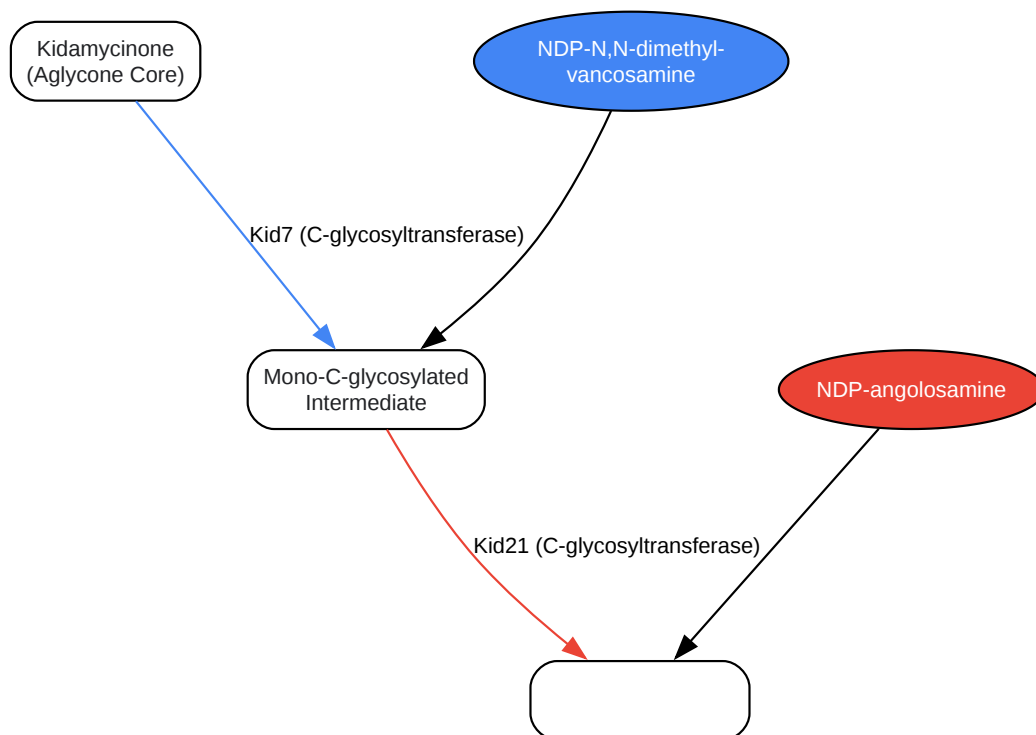 Kidamycinone
(Aglycone Core)
NDP-N,N-dimethyl-
vancosamine
Kid7 (C-glycosyltransferase)
Mono-C-glycosylated
Intermediate
NDP-angolosamine
Kid21 (C-glycosyltransferase)